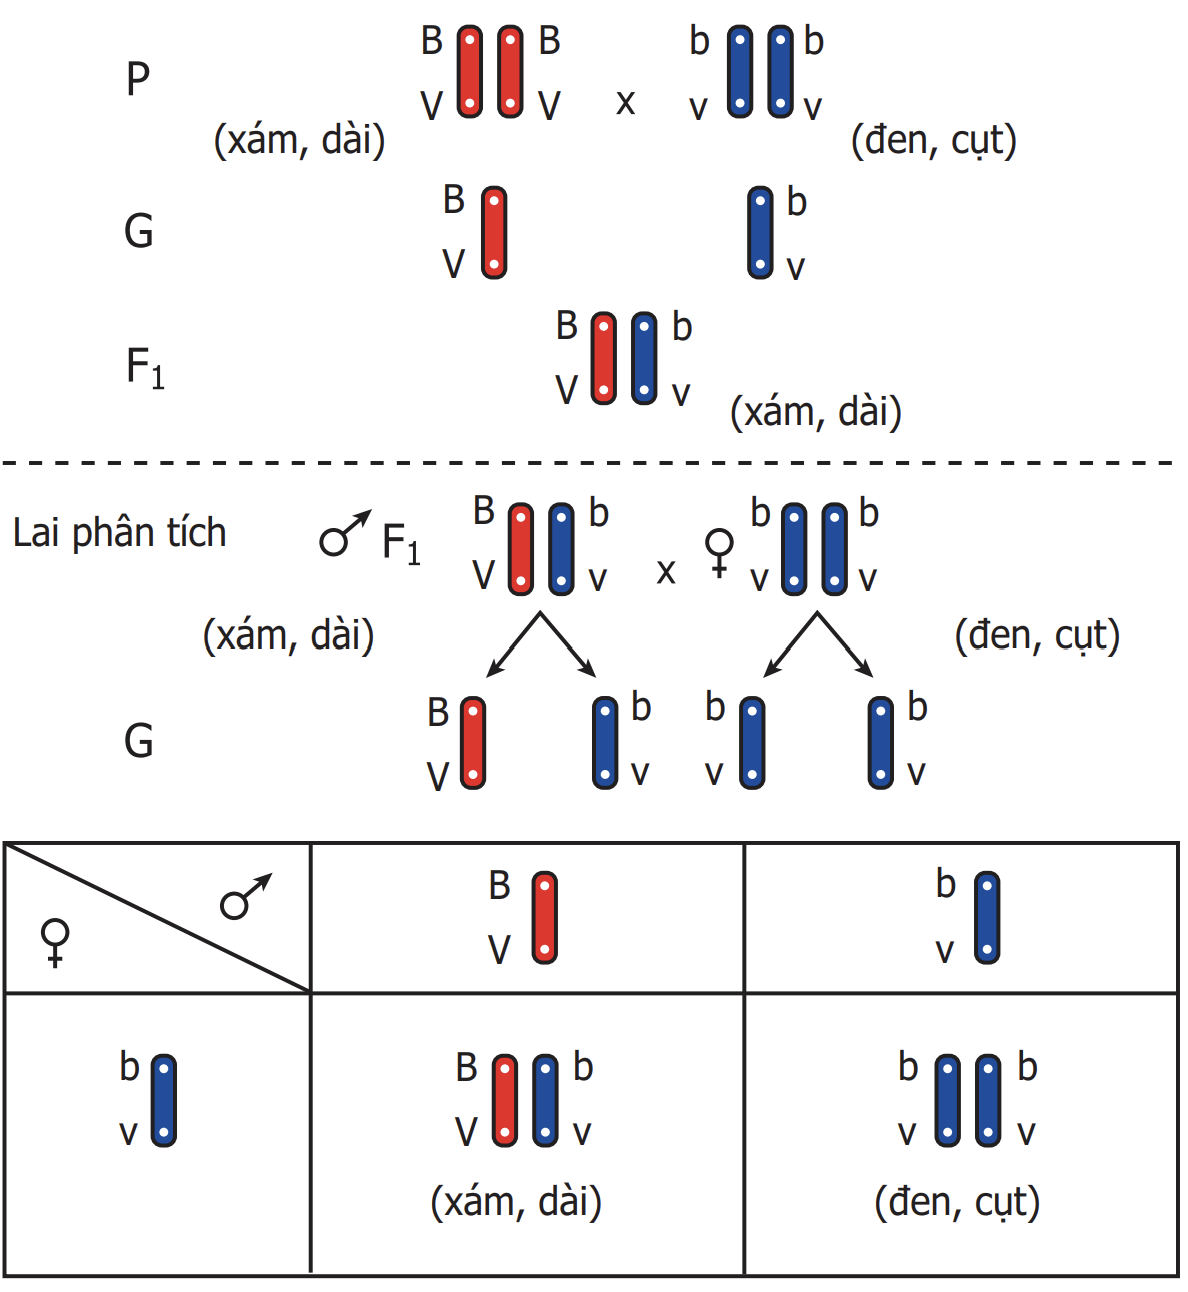 B B b b
P
V V x v v
(xám, dài) (đen, cụt)
B b
G
V v
B b
F1
V v
(xám, dài)
B b b b
Lai phân tích ♂ F1
V v x ♀ v v
(xám, dài) (đen, cụt)
B b b b
G
V v v v
B b
♂
♀ V v
b B b b b
v V v v v
(xám, dài) (đen, cụt)